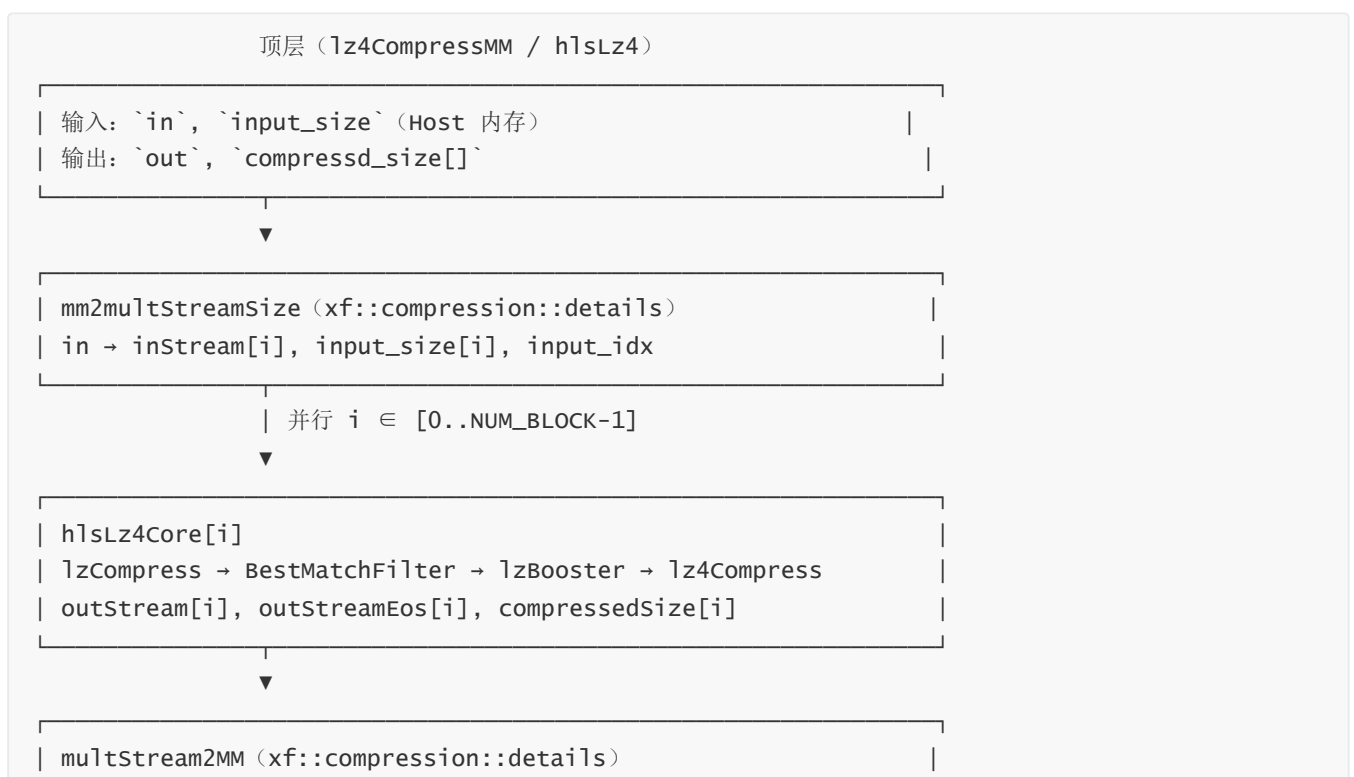 顶层（lz4CompressMM / hlsLz4）
| 输入：`in`, `input_size`（Host 内存） |
| 输出：`out`, `compressd_size[]` |
▼
| mm2multStreamSize（xf::compression::details） |
| in → inStream[i], input_size[i], input_idx |
| 并行 i ∈ [0..NUM_BLOCK-1]
▼
| hlsLz4Core[i] |
| lzCompress → BestMatchFilter → lzBooster → lz4Compress |
| outStream[i], outStreamEos[i], compressedSize[i] |
▼
| multStream2MM（xf::compression::details） |